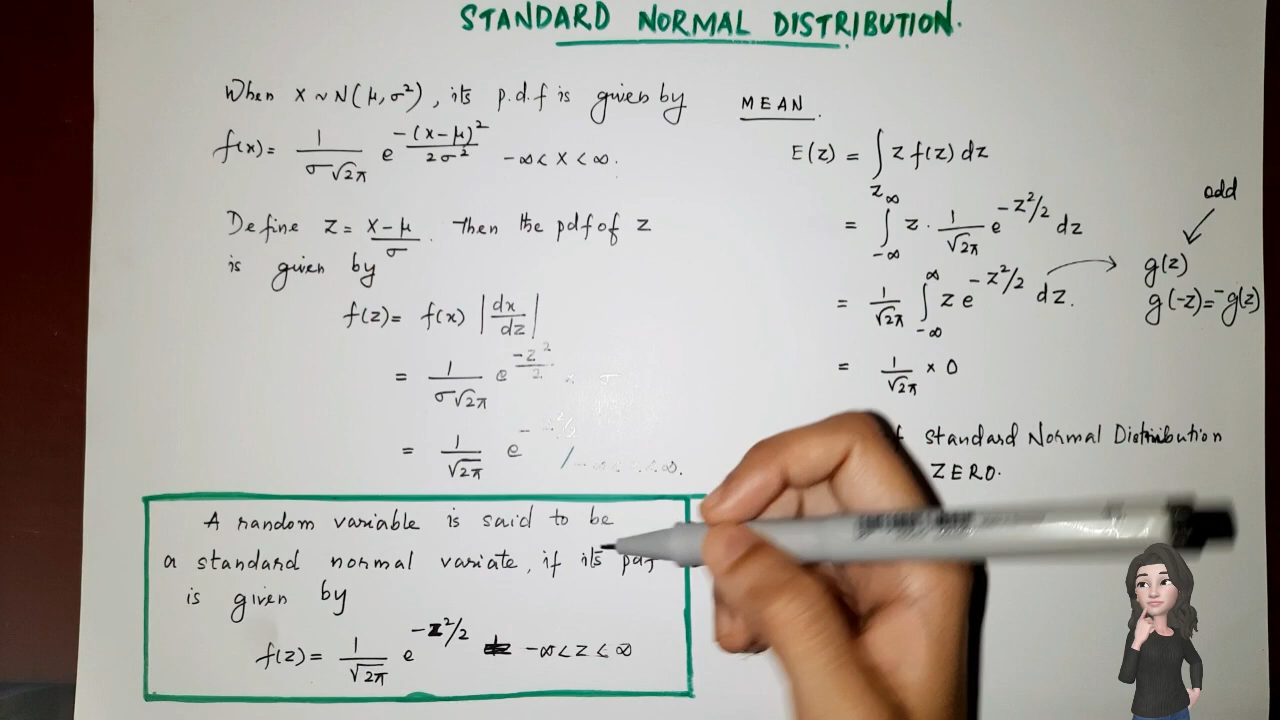 STANDARD NORMAL DISTRIBUTION.
When X ~ N(μ, σ²), its p.d.f is given by
f(x) = 1/(σ√2π) e^(-(x-μ)²/2σ²) -∞ < x < ∞.
Define Z = (X-μ)/σ. Then the pdf of Z
is given by
f(z) = f(x) |dx/dz|
= 1/(σ√2π) e^(-z²/2)
= 1/√2π e^-
A random variable is said to be
a standard normal variate, if its pdf
is given by
f(z) = 1/√2π e^(-z²/2) -∞ < z < ∞
MEAN.
E(z) = ∫_z z f(z) dz
= ∫_{-∞}^{∞} z · 1/√2π e^(-z²/2) dz
= 1/√2π ∫_{-∞}^{∞} z e^(-z²/2) dz.
odd
g(z)
g(-z) = -g(z)
= 1/√2π × 0
standard Normal Distribution
ZERO.